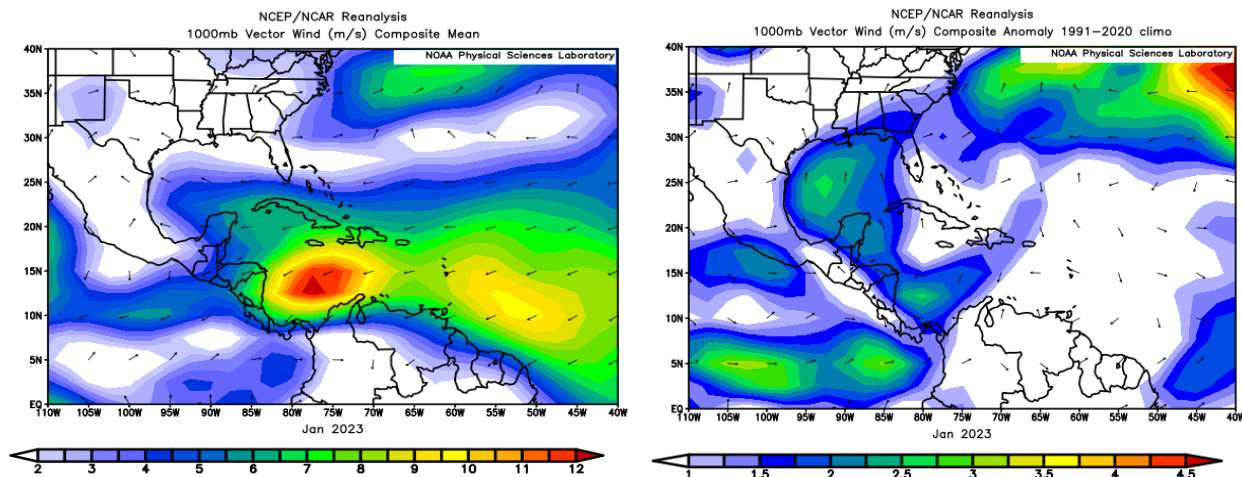 NCEP/NCAR Reanalysis
1000mb Vector Wind (m/s) Composite Mean
NOAA Physical Sciences Laboratory
40N
35N
30N
25N
20N
15N
10N
5N
EQ
110W 105W 100W 95W 90W 85W 80W 75W 70W 65W 60W 55W 50W 45W 40W
Jan 2023
2 3 4 5 6 7 8 9 10 11 12
NCEP/NCAR Reanalysis
1000mb Vector Wind (m/s) Composite Anomaly 1991-2020 climo
NOAA Physical Sciences Laboratory
40N
35N
30N
25N
20N
15N
10N
5N
EQ
110W 105W 100W 95W 90W 85W 80W 75W 70W 65W 60W 55W 50W 45W 40W
Jan 2023
1 1.5 2 2.5 3 3.5 4 4.5